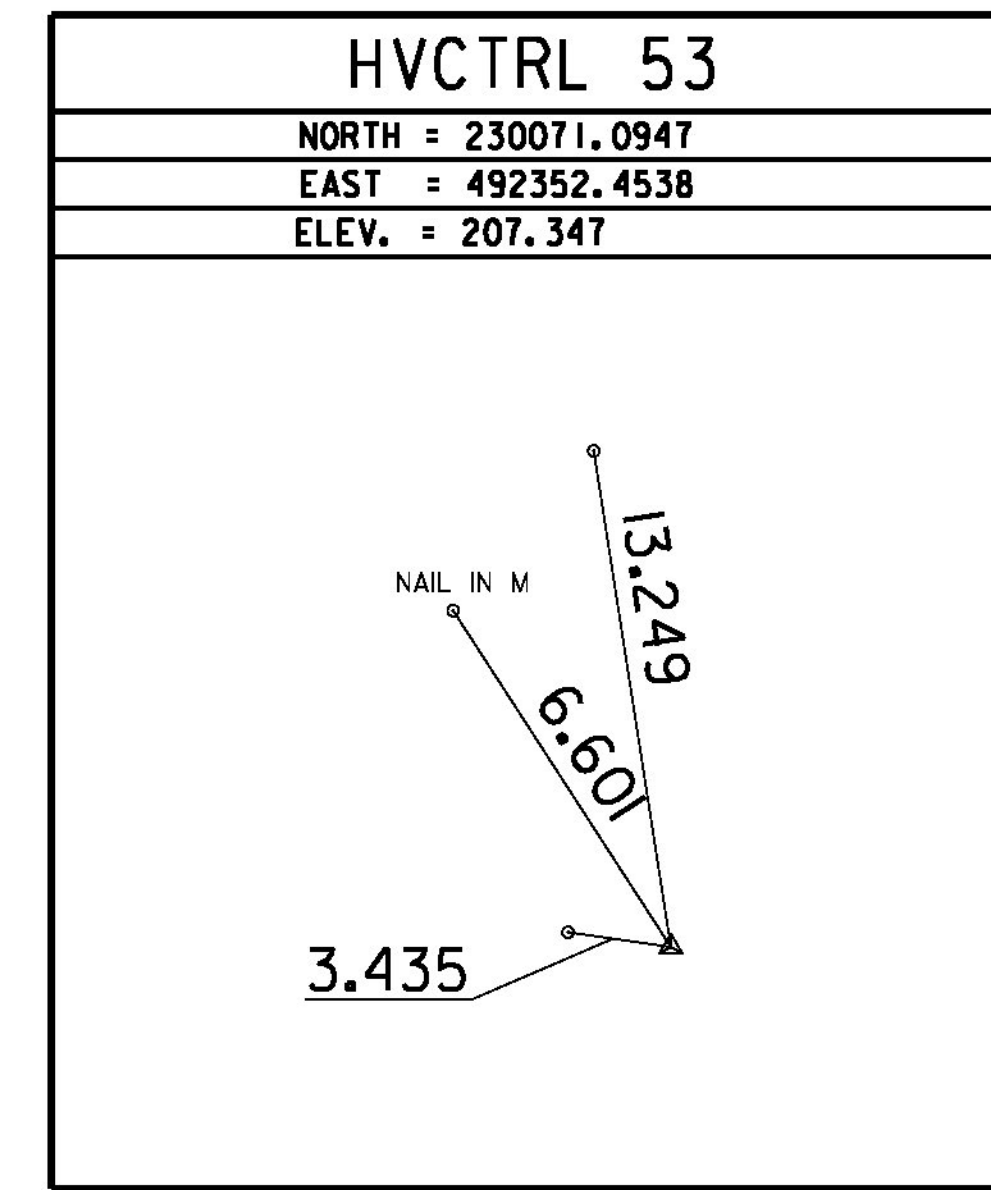 HVCTRL 53
NORTH = 230071.0947
EAST = 492352.4538
ELEV. = 207.347
13.249
NAIL IN M
6.601
3.435